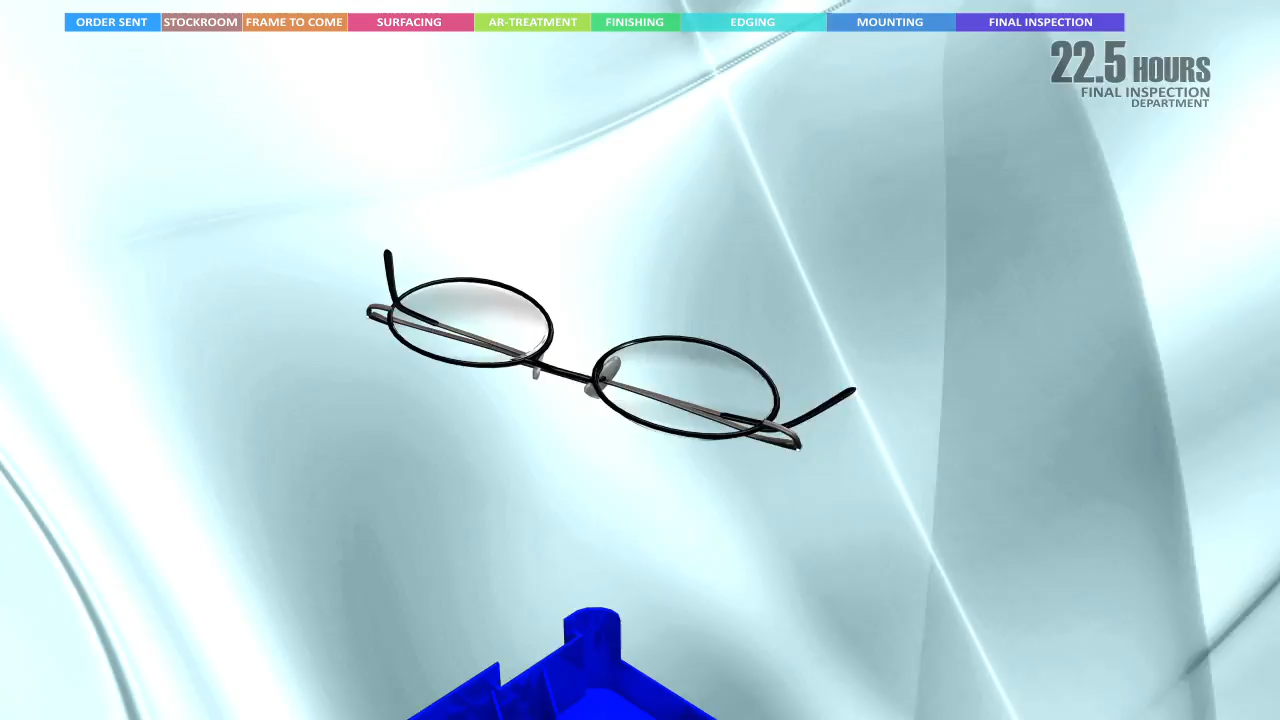 ORDER SENT STOCKROOM FRAME TO COME SURFACING AR-TREATMENT FINISHING EDGING MOUNTING FINAL INSPECTION
22.5 HOURS
FINAL INSPECTION
DEPARTMENT